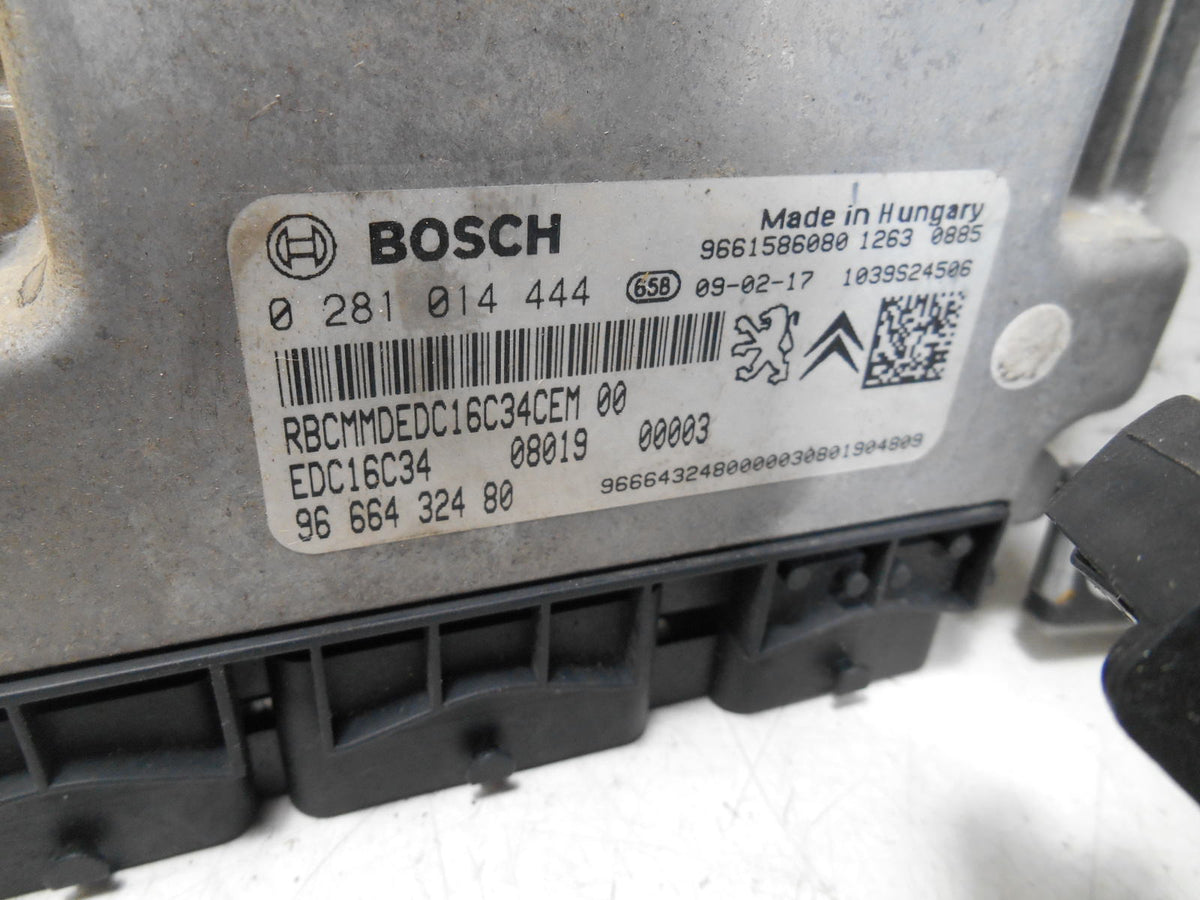 BOSCH
Made in Hungary
9661586080 1263 0885
0 281 014 444
658 09-02-17 1039S24506
RBCMMDEDC16C34CEM 00
EDC16C34 08019 00003
96 664 324 80
9666432480000030801904809